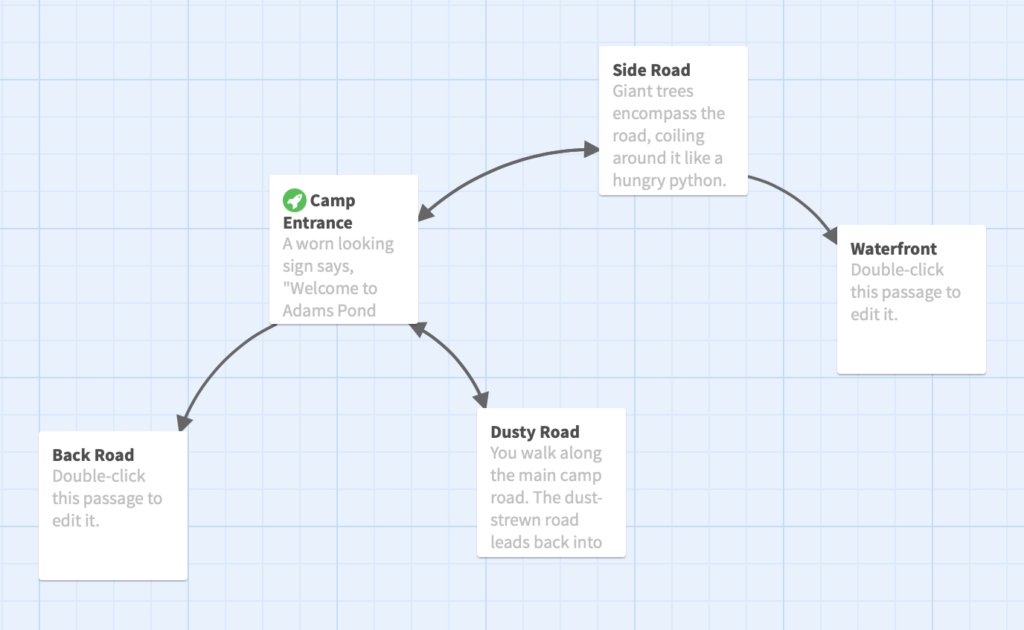 Side Road
Giant trees
encompass the
road, coiling
around it like a
hungry python.
Camp
Entrance
A worn looking
sign says,
"Welcome to
Adams Pond
Waterfront
Double-click
this passage to
edit it.
Back Road
Double-click
this passage to
edit it.
Dusty Road
You walk along
the main camp
road. The dust-
strewn road
leads back into